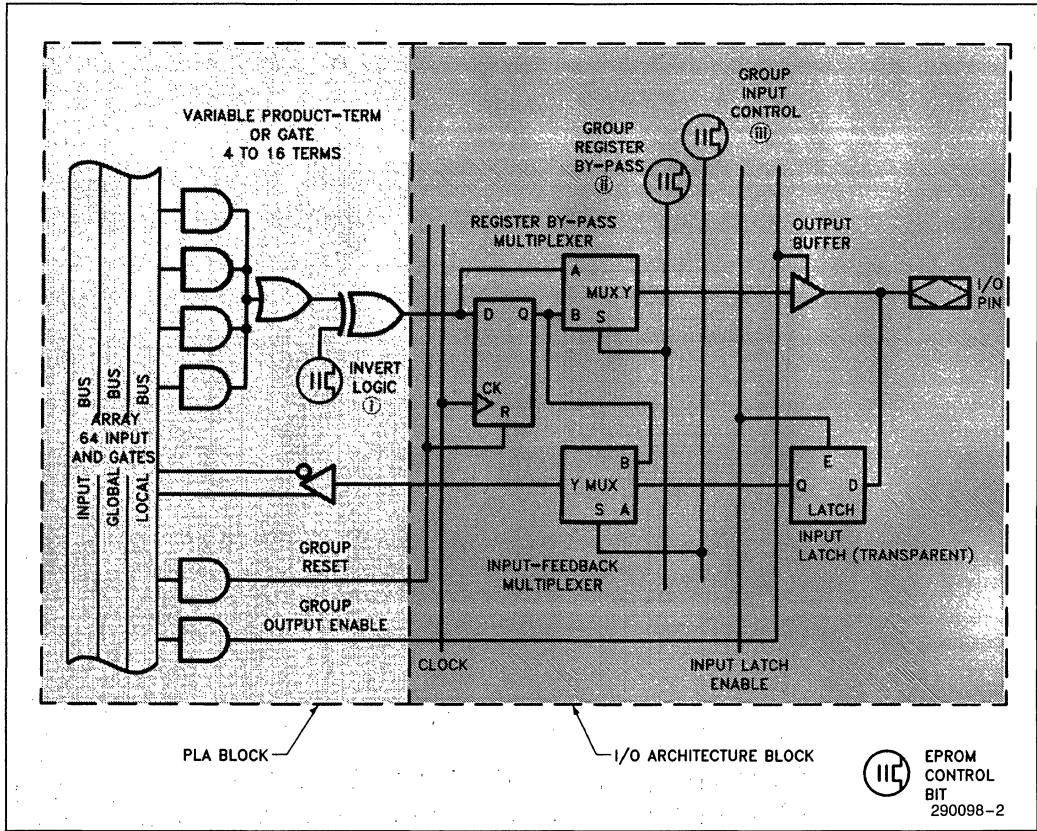 VARIABLE PRODUCT-TERM
OR GATE
4 TO 16 TERMS
GROUP
INPUT
CONTROL
iii
GROUP
REGISTER
BY-PASS
ii
REGISTER BY-PASS
MULTIPLEXER
OUTPUT
BUFFER
A
MUX Y
B
S
I/O
PIN
D Q
CK
R
INVERT
LOGIC
i
INPUT BUS
GLOBAL BUS
LOCAL BUS
ARRAY
64 INPUT
AND GATES
B
Y MUX
S A
E
Q D
LATCH
INPUT
LATCH (TRANSPARENT)
INPUT-FEEDBACK
MULTIPLEXER
GROUP
RESET
GROUP
OUTPUT ENABLE
CLOCK
INPUT LATCH
ENABLE
PLA BLOCK
I/O ARCHITECTURE BLOCK
EPROM
CONTROL
BIT
290098-2